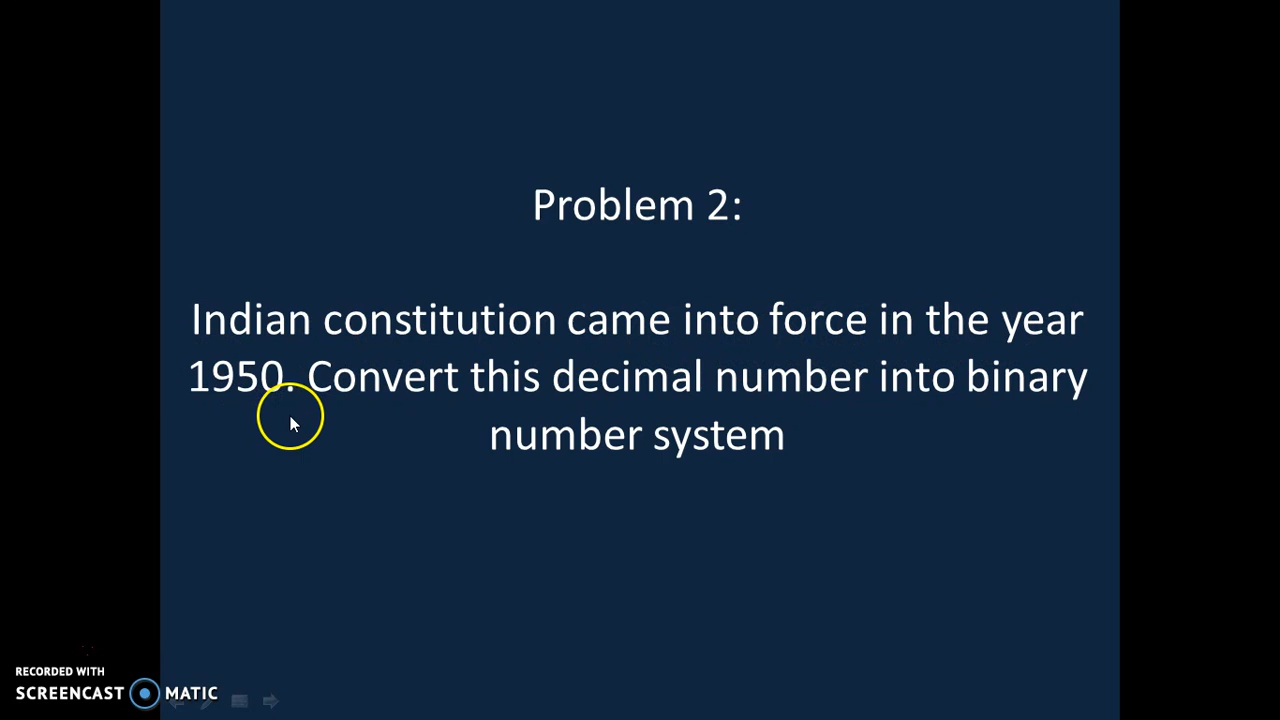 Problem 2:
Indian constitution came into force in the year
1950. Convert this decimal number into binary
number system
RECORDED WITH
SCREENCAST MATIC